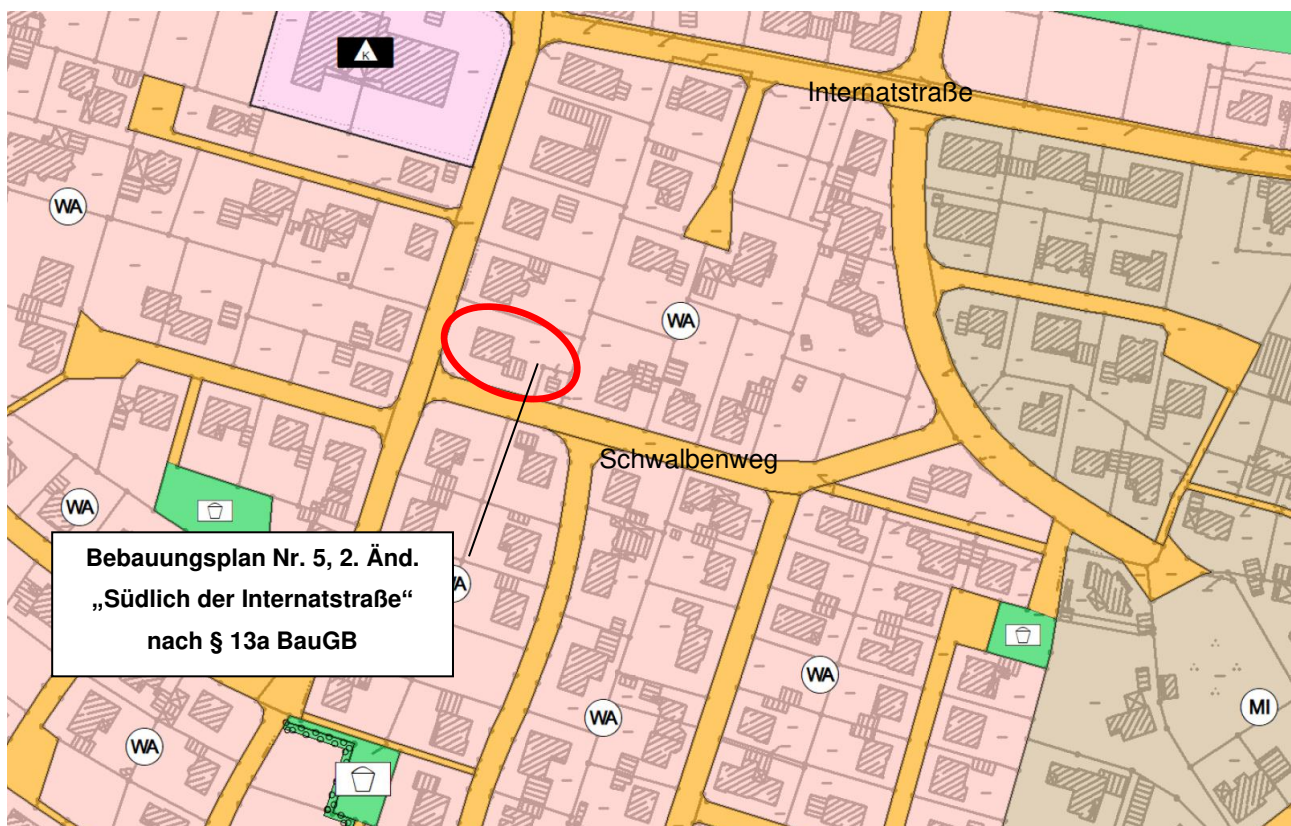 K
Internatstraße
WA
WA
Schwalbenweg
WA
Bebauungsplan Nr. 5, 2. Änd.
„Südlich der Internatstraße“
nach § 13a BauGB
WA
WA
WA
MI
WA